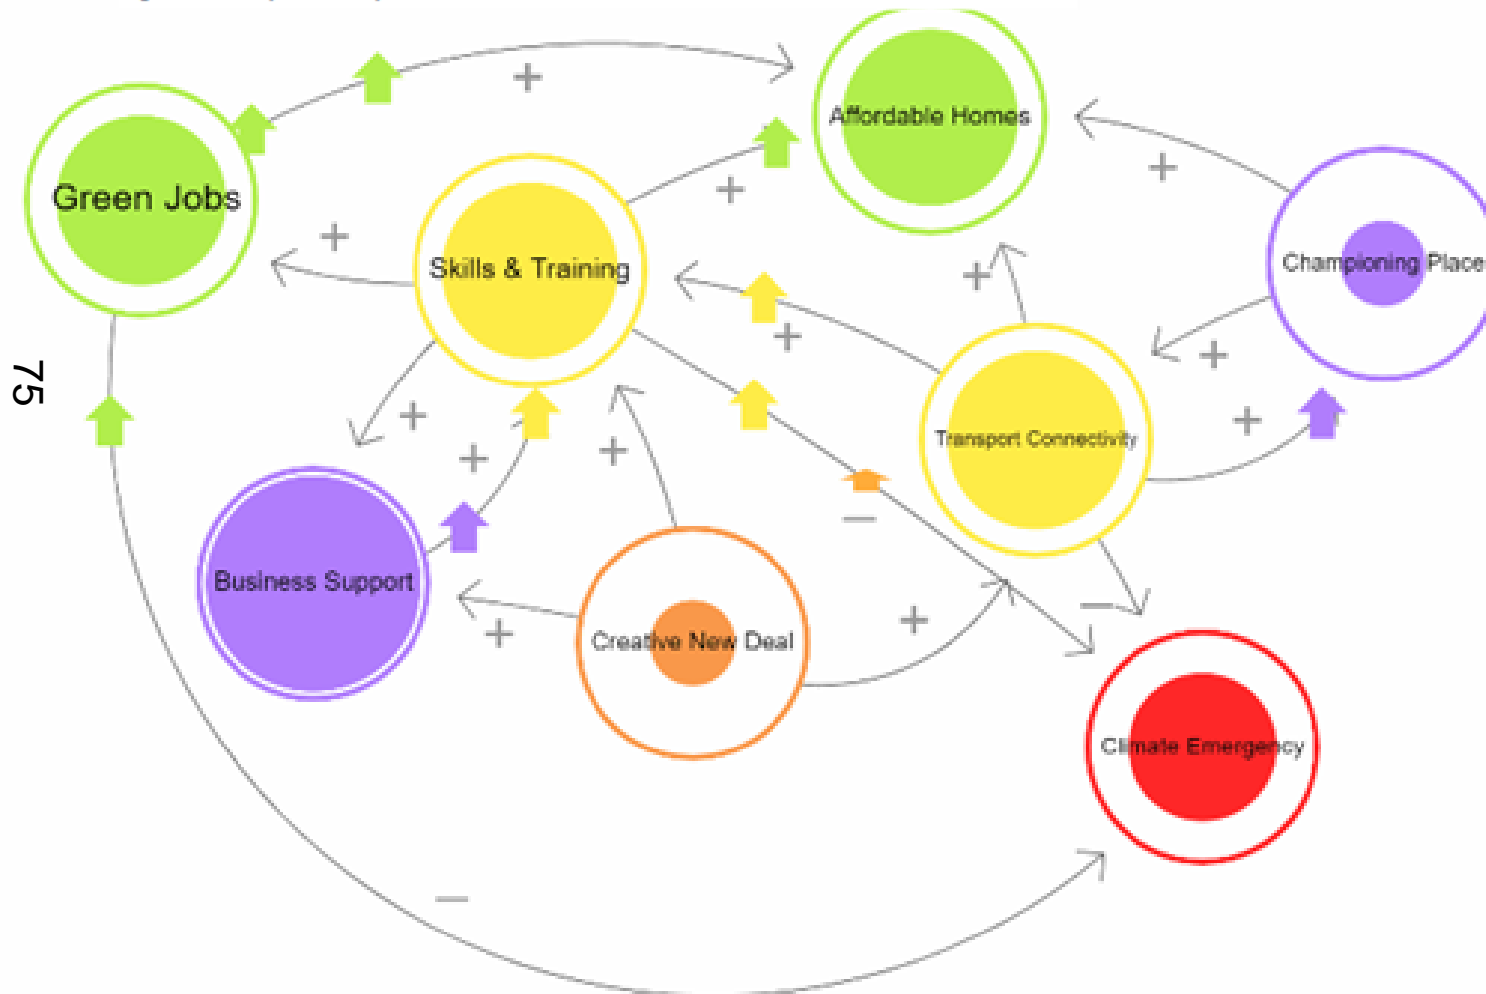 Affordable Homes
Green Jobs
Skills & Training
Championing Place
Transport Connectivity
Business Support
Creative New Deal
Climate Emergency
75
+
+
+
+
+
+
+
+
+
+
+
+
+
+
–
–
–